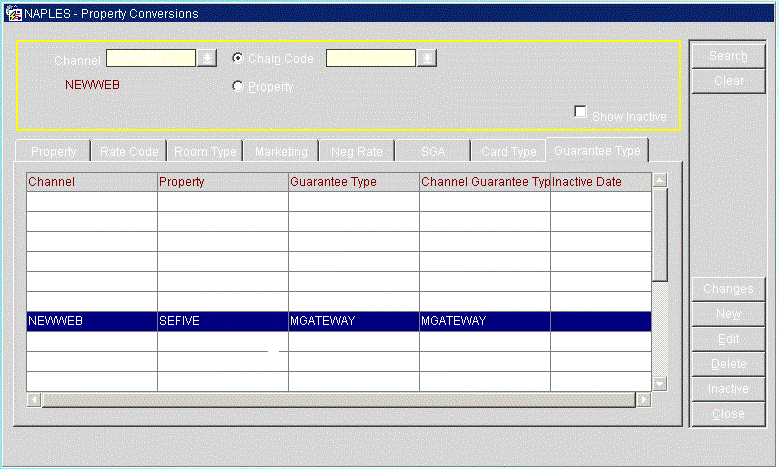 NAPLES - Property Conversions
Channel
Chain Code
Search
NEWWEB
Property
Clear
Show Inactive
Property Rate Code Room Type Marketing Neg Rate SGA Card Type Guarantee Type
Channel Property Guarantee Type Channel Guarantee Typ Inactive Date
NEWWEB SEFIVE MGATEWAY MGATEWAY
Changes
New
Edit
Delete
Inactive
Close